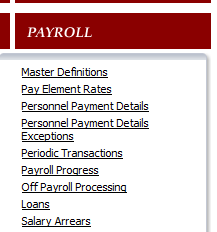 PAYROLL
Master Definitions
Pay Element Rates
Personnel Payment Details
Personnel Payment Details
Exceptions
Periodic Transactions
Payroll Progress
Off Payroll Processing
Loans
Salary Arrears